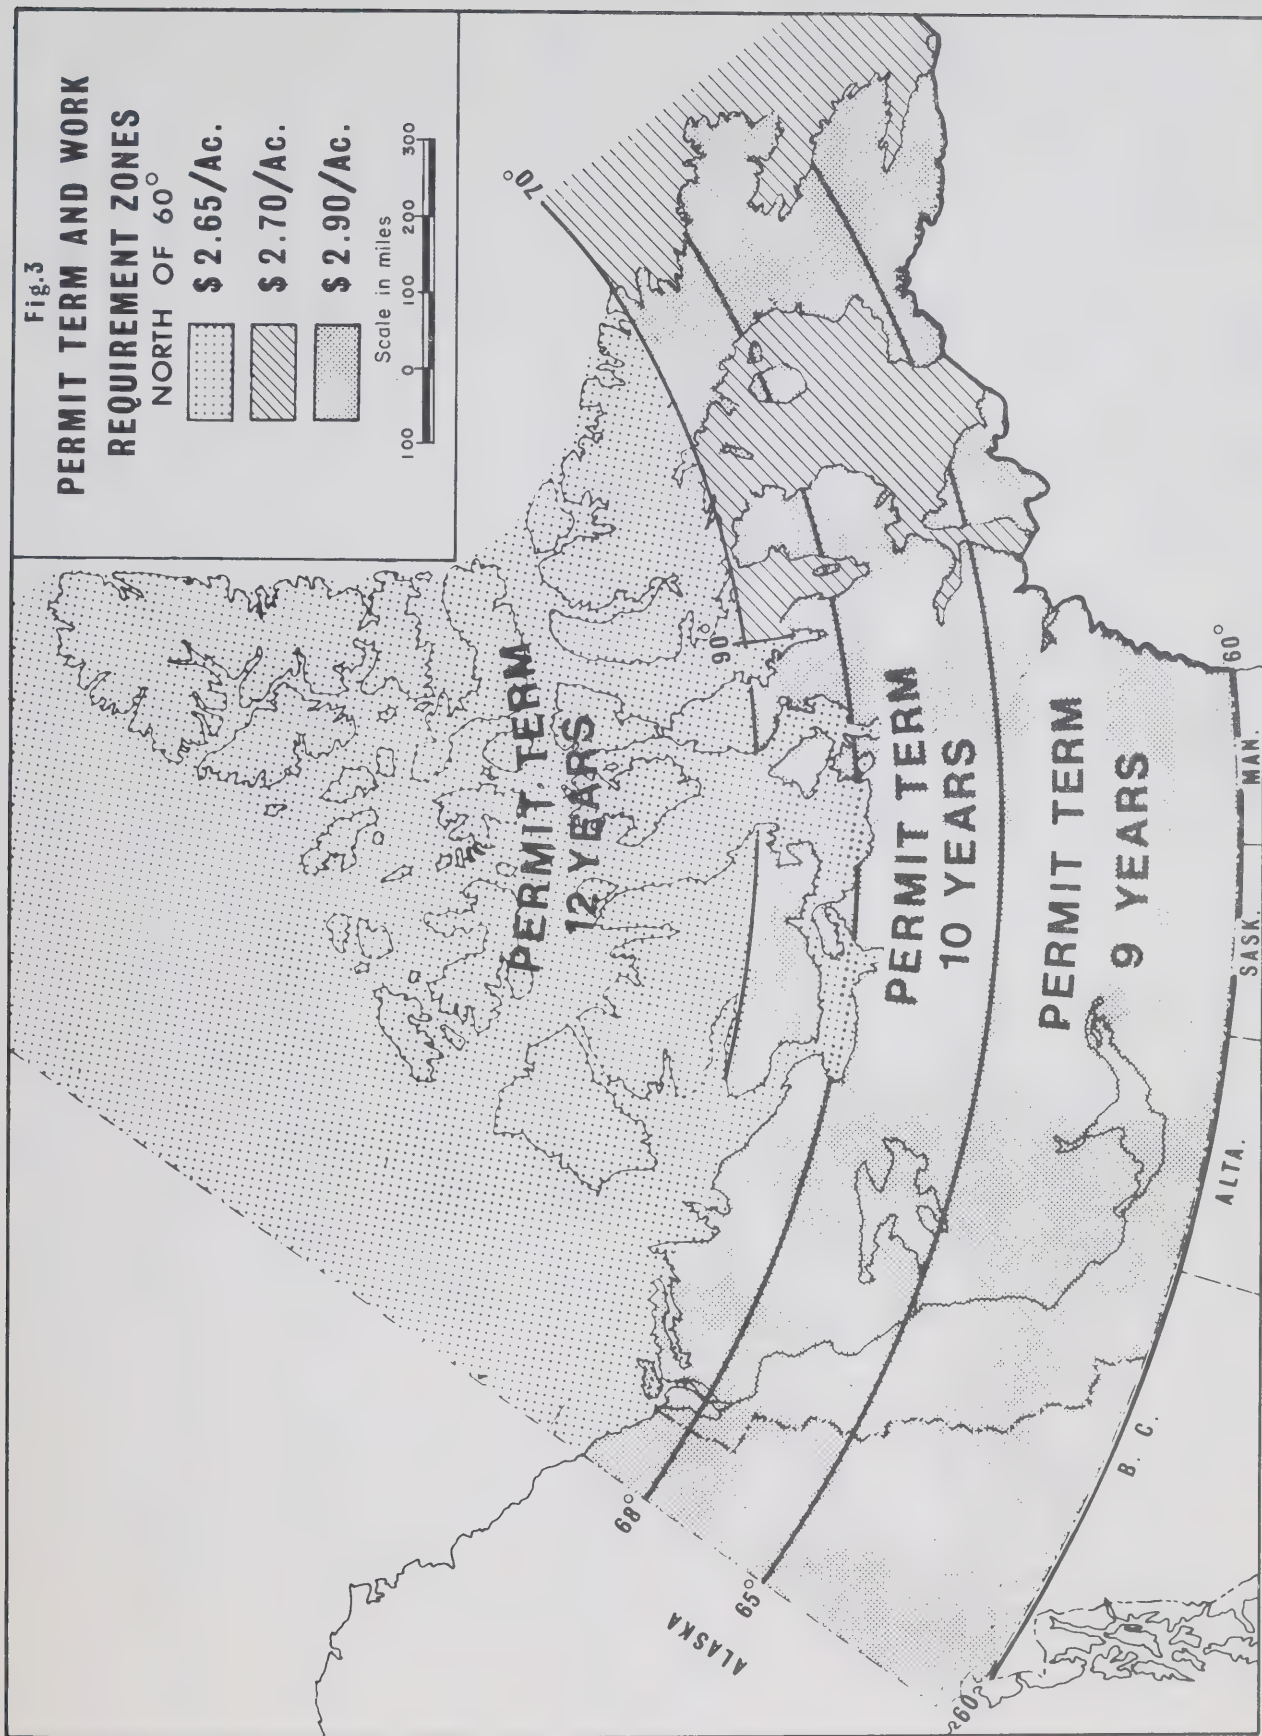 Fig.3
PERMIT TERM AND WORK
REQUIREMENT ZONES
NORTH OF 60°
$ 2.65/Ac.
$ 2.70/Ac.
$ 2.90/Ac.
Scale in miles
100 0 100 200 300
70°
90°
PERMIT TERM
12 YEARS
PERMIT TERM
10 YEARS
PERMIT TERM
9 YEARS
68°
65°
60°
60°
ALASKA
B. C.
ALTA.
SASK.
MAN.